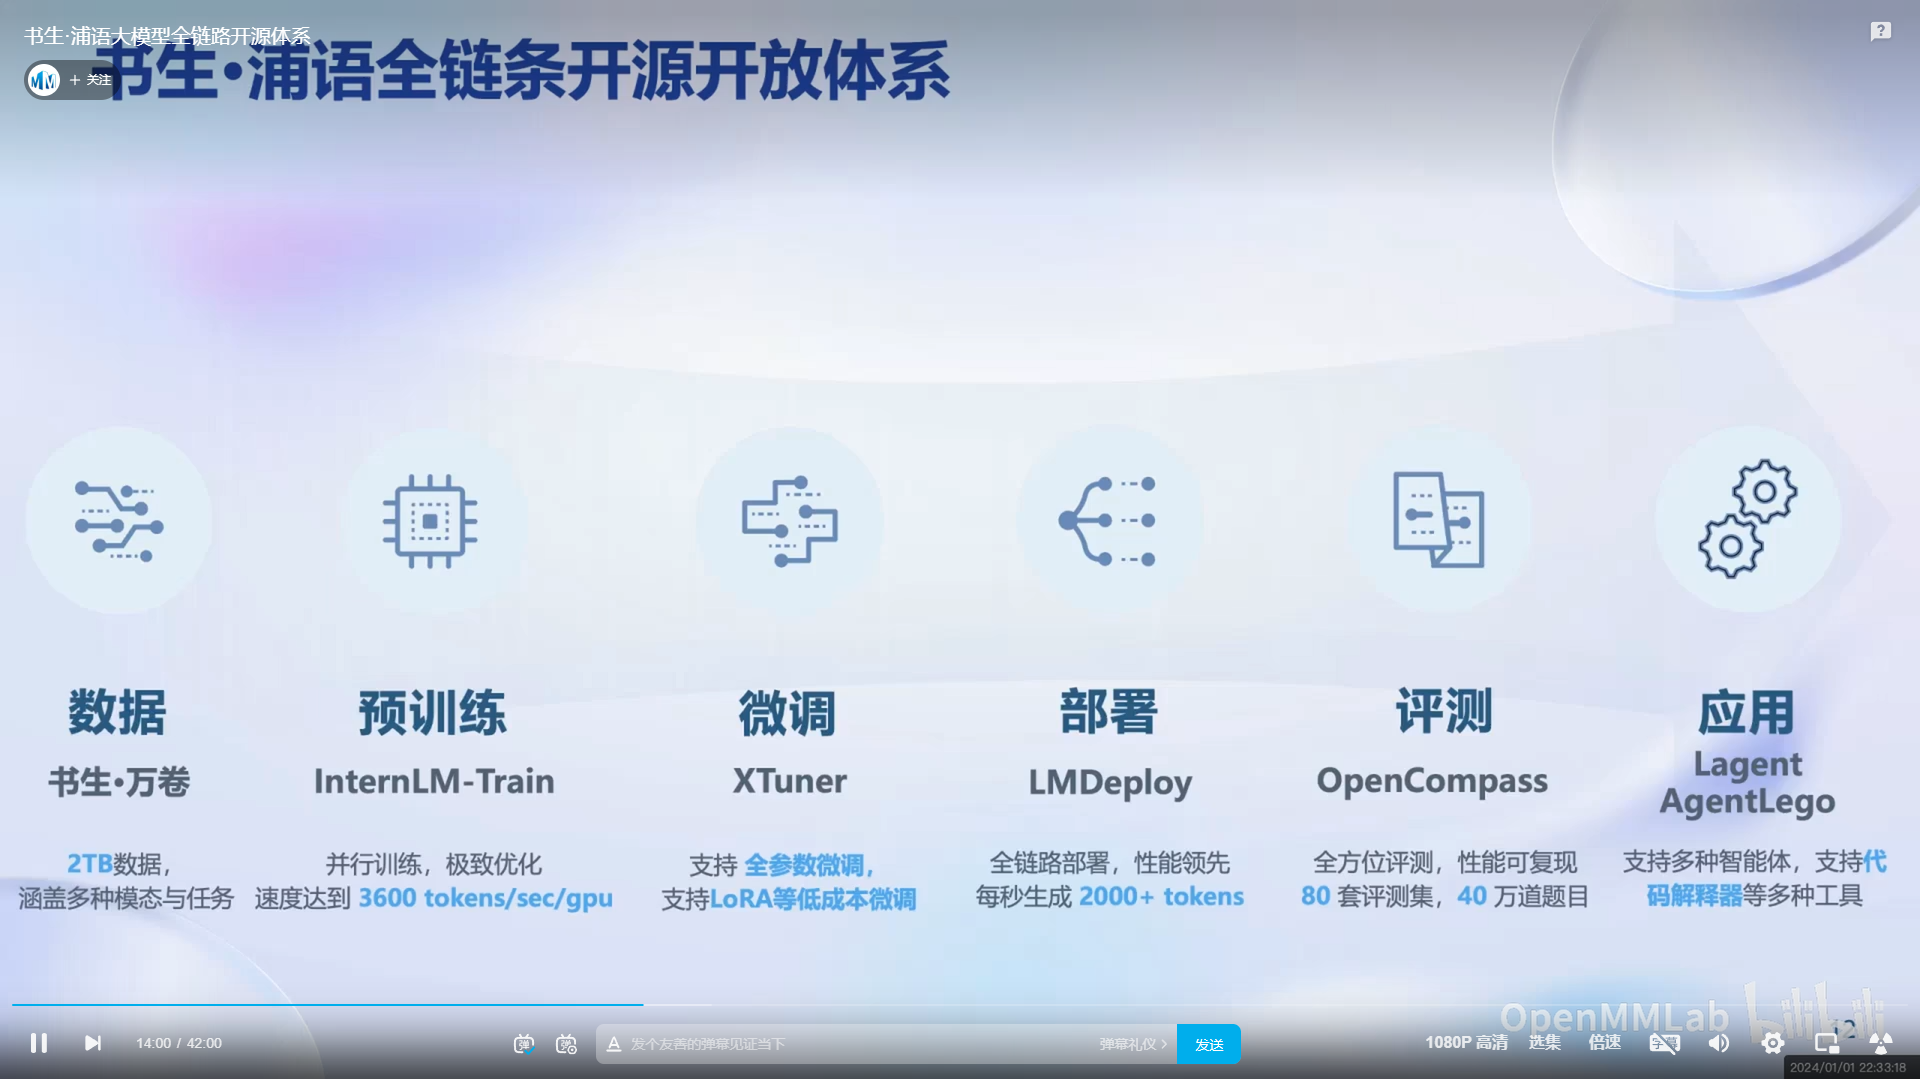 书生·浦语大模型全链路开源体系
书生·浦语全链条开源开放体系
+ 关注
数据
书生·万卷
2TB数据,
涵盖多种模态与任务
预训练
InternLM-Train
并行训练,极致优化
速度达到 3600 tokens/sec/gpu
微调
XTuner
支持 全参数微调,
支持LoRA等低成本微调
部署
LMDeploy
全链路部署,性能领先
每秒生成 2000+ tokens
评测
OpenCompass
全方位评测,性能可复现
80 套评测集,40 万道题目
应用
Lagent
AgentLego
支持多种智能体,支持代
码解释器等多种工具
OpenMMLab bilibili
12
14:00 / 42:00
弹
弹
A 发个友善的弹幕见证当下
弹幕礼仪 >
发送
1080P 高清
选集
倍速
字幕
2024/01/01 22:33:18